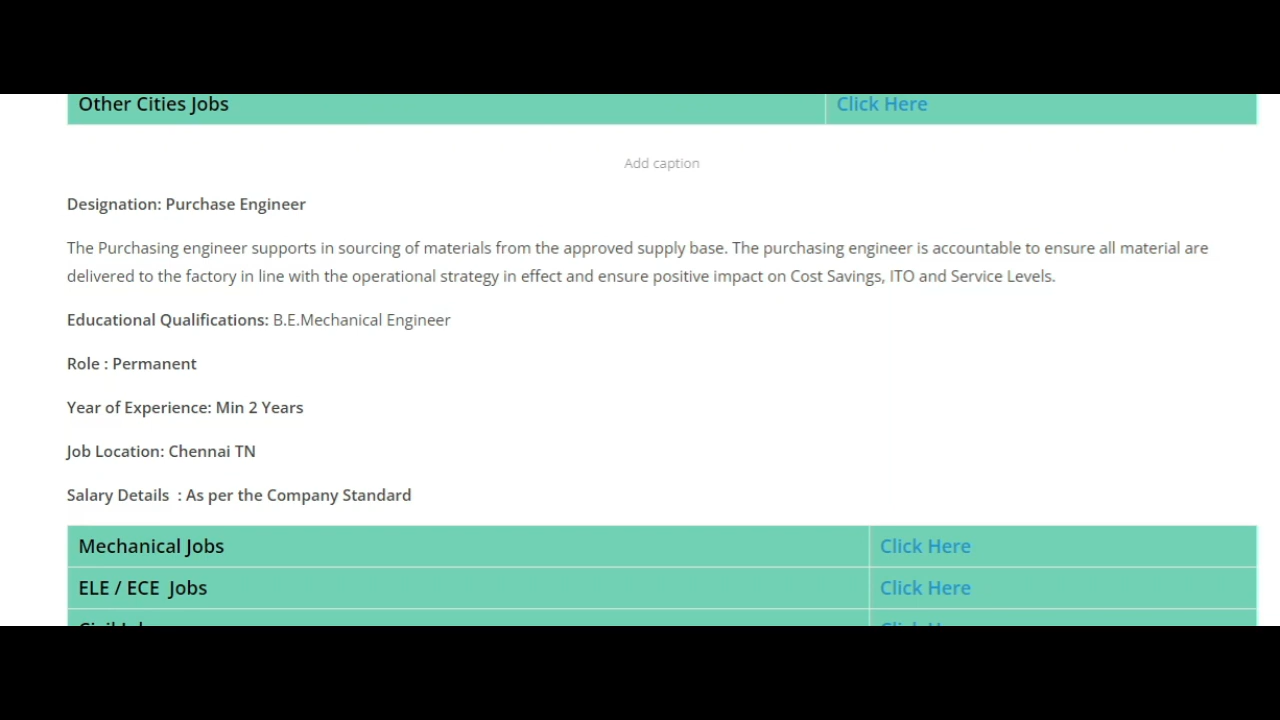 Other Cities Jobs Click Here
Add caption
Designation: Purchase Engineer
The Purchasing engineer supports in sourcing of materials from the approved supply base. The purchasing engineer is accountable to ensure all material are
delivered to the factory in line with the operational strategy in effect and ensure positive impact on Cost Savings, ITO and Service Levels.
Educational Qualifications: B.E.Mechanical Engineer
Role : Permanent
Year of Experience: Min 2 Years
Job Location: Chennai TN
Salary Details  : As per the Company Standard
Mechanical Jobs Click Here
ELE / ECE  Jobs Click Here